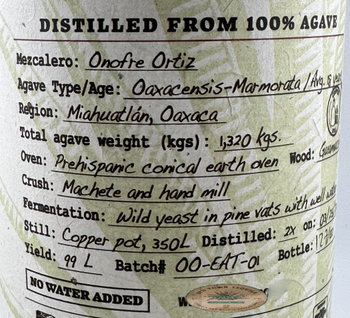 DISTILLED FROM 100% AGAVE
Mezcalero: Onofre Ortiz
Agave Type/Age: Oaxacensis-Marmorata / Avg.
Region: Miahuatlán, Oaxaca
Total agave weight (kgs): 1,320 kgs.
Oven: Prehispanic conical earth oven Wood:
Crush: Machete and hand mill
Fermentation: Wild yeast in pine vats with well
Still: Copper pot, 350L Distilled: 2x on:
Yield: 99 L Batch# OO-EAT-01 Bottle:
NO WATER ADDED